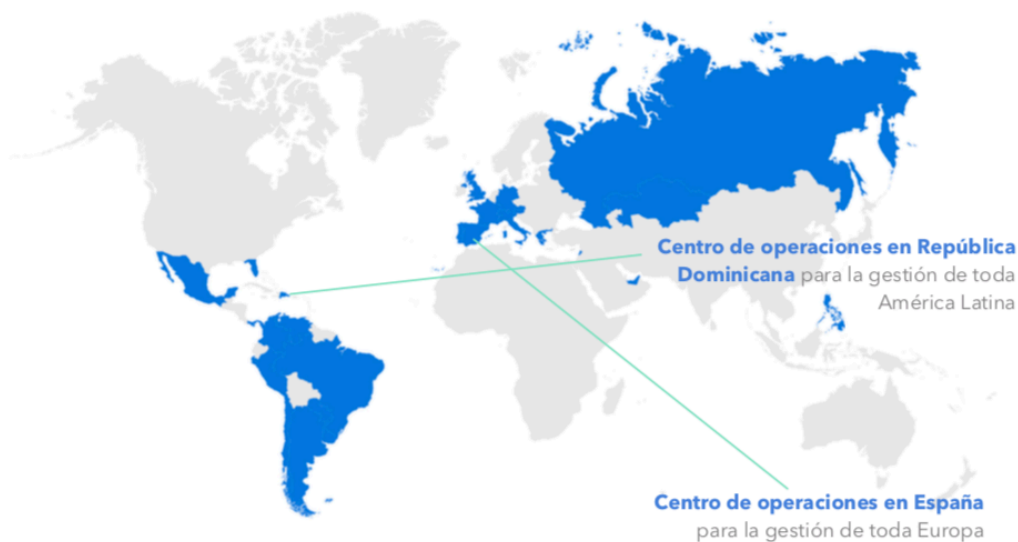 Centro de operaciones en República
Dominicana para la gestión de toda
América Latina
Centro de operaciones en España
para la gestión de toda Europa